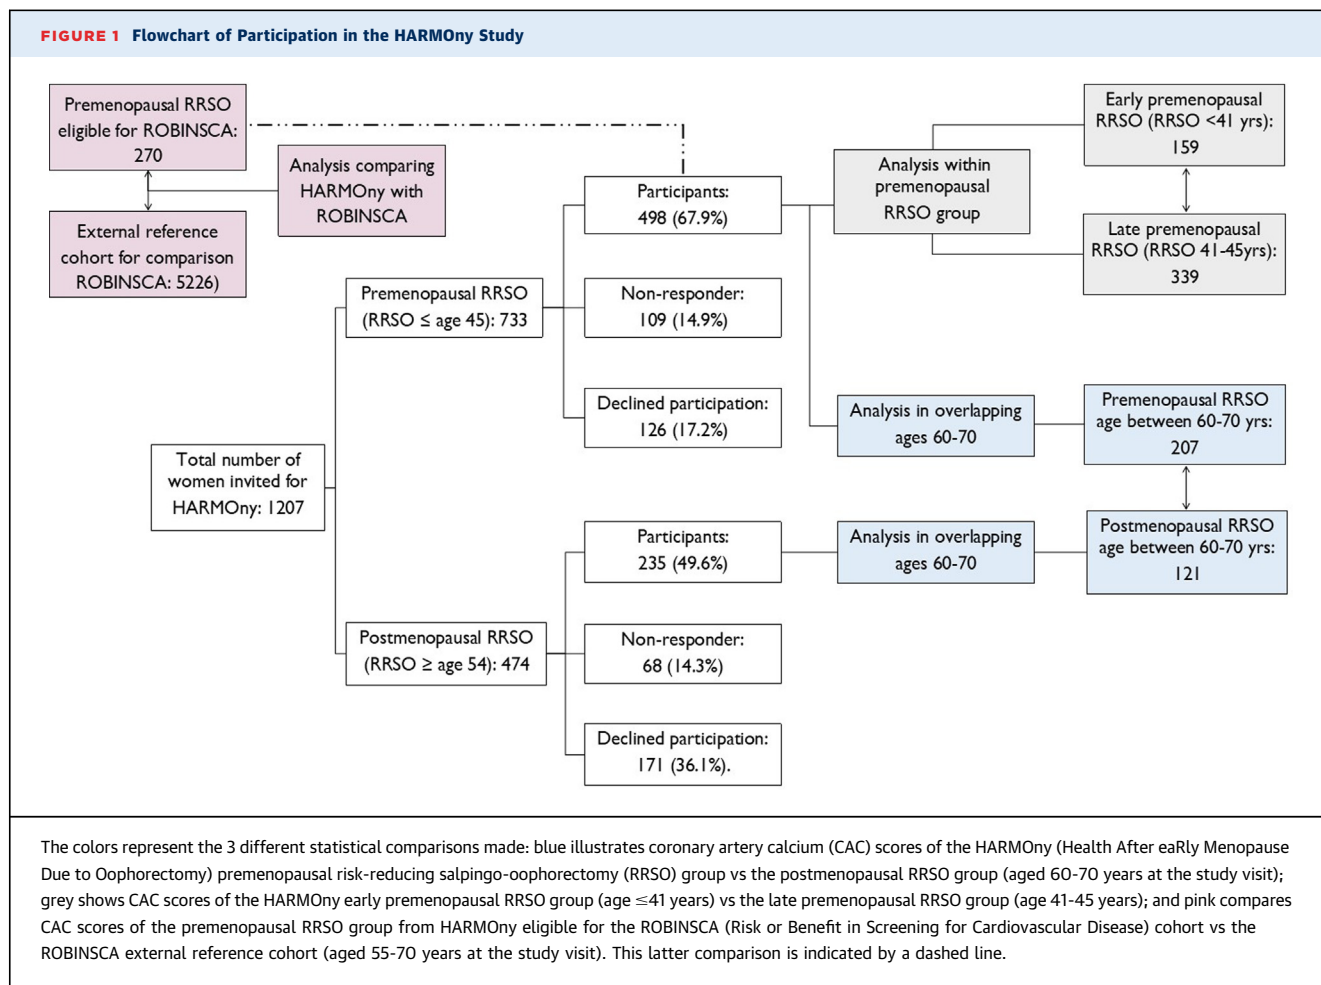 FIGURE 1 Flowchart of Participation in the HARMOny Study
Premenopausal RRSO
eligible for ROBINSCA:
270
Analysis comparing
HARMOny with
ROBINSCA
External reference
cohort for comparison
ROBINSCA: 5226)
Participants:
498 (67.9%)
Analysis within
premenopausal
RRSO group
Early premenopausal
RRSO (RRSO <41 yrs):
159
Late premenopausal
RRSO (RRSO 41-45yrs):
339
Premenopausal RRSO
(RRSO ≤ age 45): 733
Non-responder:
109 (14.9%)
Declined participation:
126 (17.2%)
Analysis in overlapping
ages 60-70
Premenopausal RRSO
age between 60-70 yrs:
207
Total number of
women invited for
HARMOny: 1207
Participants:
235 (49.6%)
Analysis in overlapping
ages 60-70
Postmenopausal RRSO
age between 60-70 yrs:
121
Postmenopausal RRSO
(RRSO ≥ age 54): 474
Non-responder:
68 (14.3%)
Declined participation:
171 (36.1%).
The colors represent the 3 different statistical comparisons made: blue illustrates coronary artery calcium (CAC) scores of the HARMOny (Health After eaRly Menopause
Due to Oophorectomy) premenopausal risk-reducing salpingo-oophorectomy (RRSO) group vs the postmenopausal RRSO group (aged 60-70 years at the study visit);
grey shows CAC scores of the HARMOny early premenopausal RRSO group (age ≤41 years) vs the late premenopausal RRSO group (age 41-45 years); and pink compares
CAC scores of the premenopausal RRSO group from HARMOny eligible for the ROBINSCA (Risk or Benefit in Screening for Cardiovascular Disease) cohort vs the
ROBINSCA external reference cohort (aged 55-70 years at the study visit). This latter comparison is indicated by a dashed line.